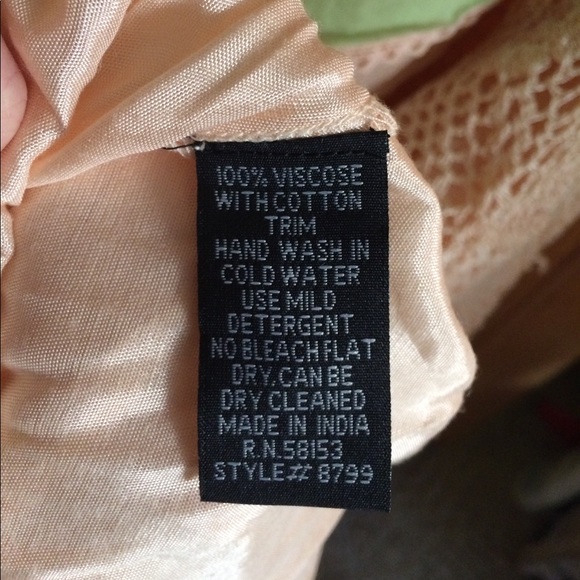 100% VISCOSE
WITH COTTON
TRIM
HAND WASH IN
COLD WATER
USE MILD
DETERGENT
NO BLEACH FLAT
DRY. CAN BE
DRY CLEANED
MADE IN INDIA
R.N.58153
STYLE# 8799